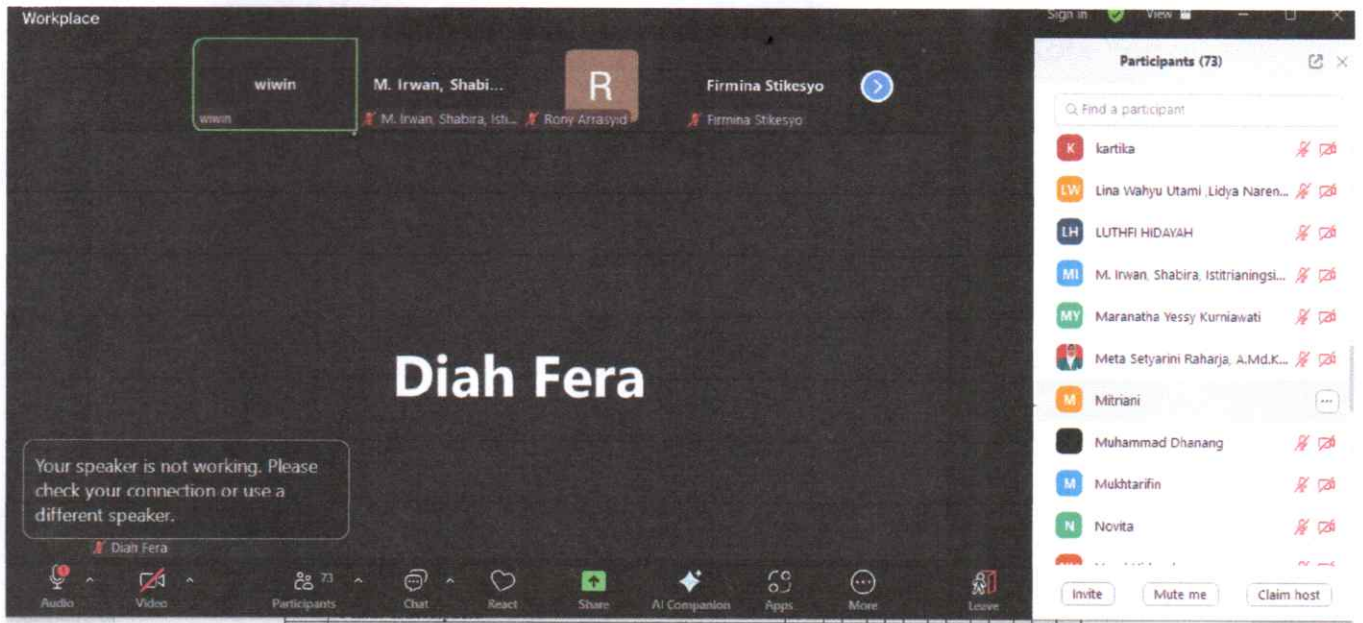 Workplace
Sign in
View
wiwin
wiwin
M. Irwan, Shabi...
M. Irwan, Shabira, Isti...
R
Rony Arrasyid
Firmina Stikesyo
Firmina Stikesyo
Diah Fera
Your speaker is not working. Please
check your connection or use a
different speaker.
Diah Fera
Audio
Video
73
Participants
Chat
React
Share
AI Companion
Apps
More
Leave
Participants (73)
Find a participant
K kartika
LW Lina Wahyu Utami ,Lidya Naren...
LH LUTHFI HIDAYAH
MI M. Irwan, Shabira, Istitrianingsi...
MY Maranatha Yessy Kurniawati
Meta Setyarini Raharja, A.Md.K...
M Mitriani
Muhammad Dhanang
M Mukhtarifin
N Novita
Invite
Mute me
Claim host